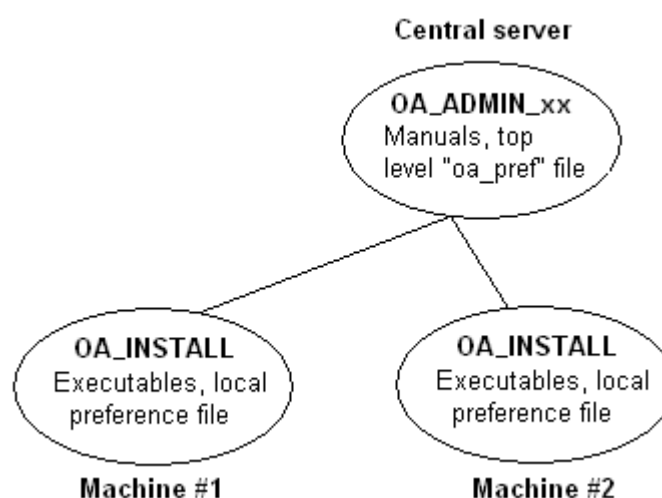 Central server
OA_ADMIN_xx
Manuals, top
level "oa_pref" file
OA_INSTALL
Executables, local
preference file
Machine #1
OA_INSTALL
Executables, local
preference file
Machine #2